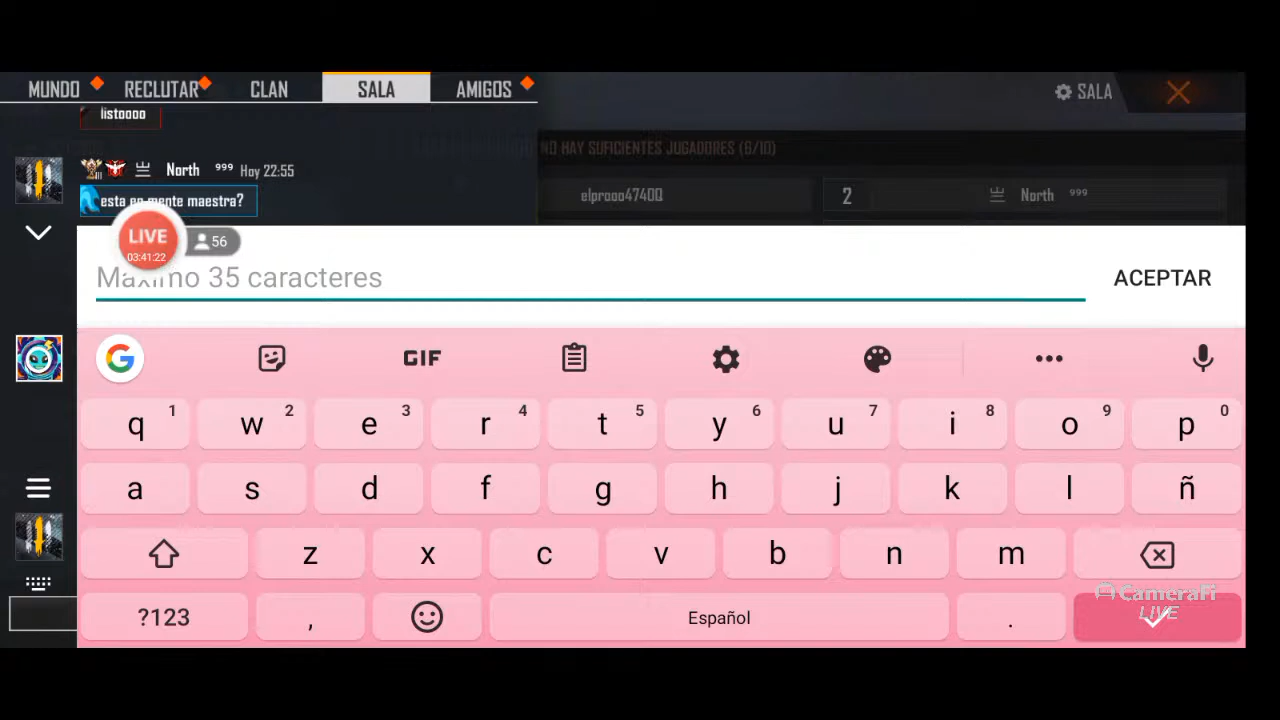 MUNDO RECLUTAR CLAN SALA AMIGOS SALA
listoooo
NO HAY SUFICIENTES JUGADORES (6/10)
North 999 Hoy 22:55
esta en mente maestra?
elprooo4740Q 2 North 999
LIVE 56
03:41:22
Máximo 35 caracteres ACEPTAR
G GIF
q 1 w 2 e 3 r 4 t 5 y 6 u 7 i 8 o 9 p 0
a s d f g h j k l ñ
z x c v b n m
CameraFi
LIVE
?123 , Español .